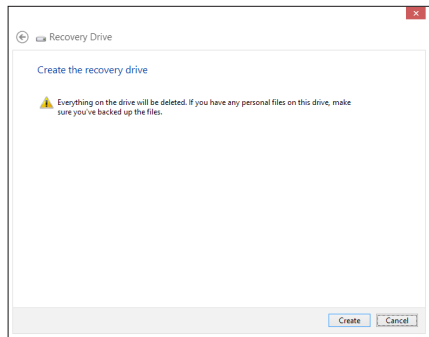 Recovery Drive
Create the recovery drive
Everything on the drive will be deleted. If you have any personal files on this drive, make
sure you've backed up the files.
Create Cancel